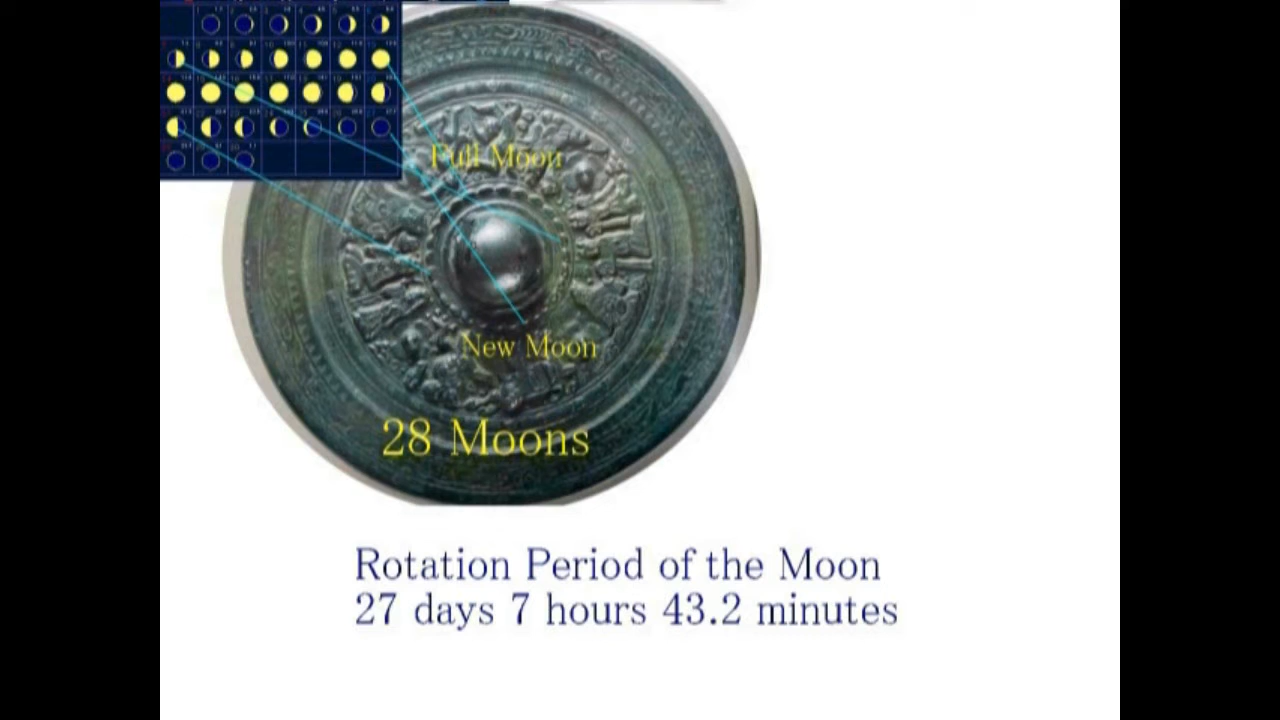 Full Moon
New Moon
28 Moons
Rotation Period of the Moon
27 days 7 hours 43.2 minutes